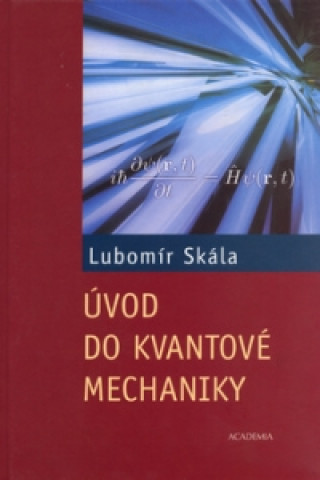 iħ ∂ψ(r,t)/∂t = Ĥψ(r,t)
Lubomír Skála
ÚVOD
DO KVANTOVÉ
MECHANIKY
ACADEMIA